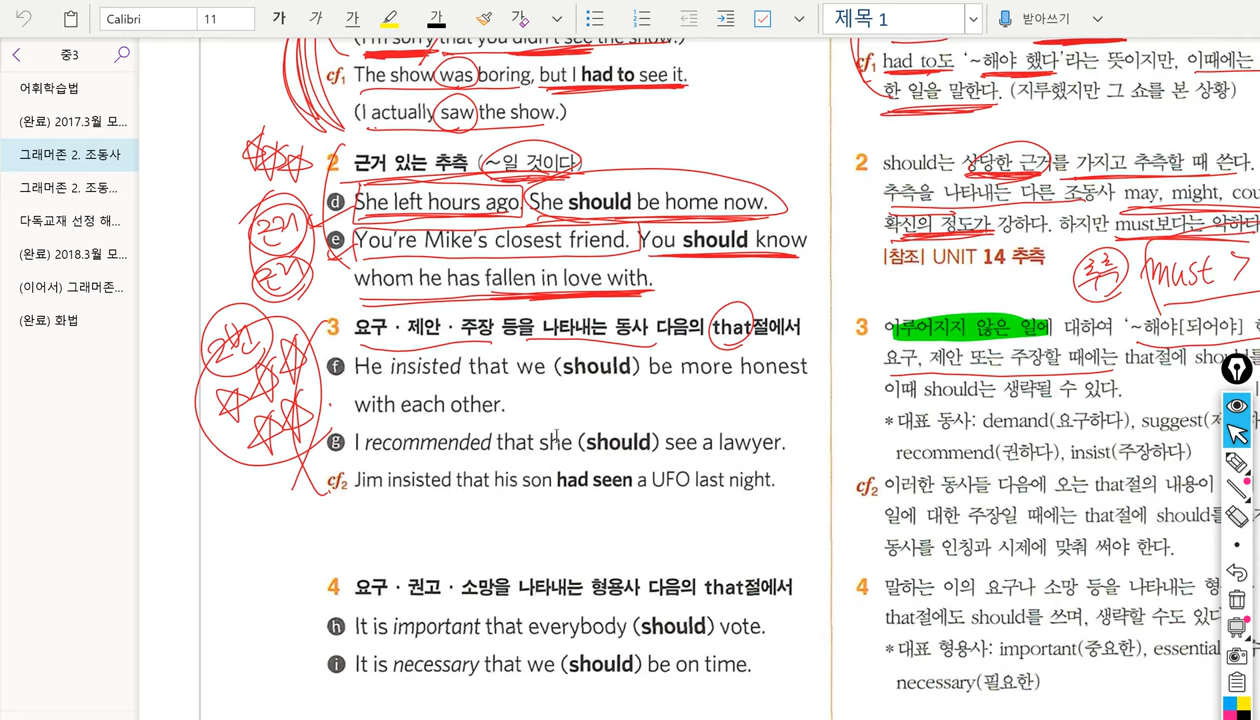 Calibri
11
가
가
가
가
제목 1
받아쓰기
중3
어휘학습법
(완료) 2017.3월 모...
그래머존 2. 조동사
그래머존 2. 조동...
다독교재 선정 해...
(완료) 2018.3월 모...
(이어서) 그래머존...
(완료) 화법
(I'm sorry that you didn't see the show.)
cf1 The show was boring, but I had to see it.
(I actually saw the show.)
2 근거 있는 추측 (~일 것이다)
d She left hours ago. She should be home now.
근거
e You're Mike's closest friend. You should know
근거
whom he has fallen in love with.
2번
3 요구 · 제안 · 주장 등을 나타내는 동사 다음의 that절에서
f He insisted that we (should) be more honest
with each other.
g I recommended that she (should) see a lawyer.
cf2 Jim insisted that his son had seen a UFO last night.
4 요구 · 권고 · 소망을 나타내는 형용사 다음의 that절에서
h It is important that everybody (should) vote.
i It is necessary that we (should) be on time.
cf1 had to도 '~해야 했다'라는 뜻이지만, 이때에는
한 일을 말한다. (지루했지만 그 쇼를 본 상황)
2 should는 상당한 근거를 가지고 추측할 때 쓴다.
추측을 나타내는 다른 조동사 may, might, cou
확신의 정도가 강하다. 하지만 must보다는 약하다
|참조| UNIT 14 추측
추측 must >
3 이루어지지 않은 일에 대하여 '~해야[되어야]
요구, 제안 또는 주장할 때에는 that절에 should를
이때 should는 생략될 수 있다.
* 대표 동사: demand(요구하다), suggest(
recommend(권하다), insist(주장하다)
cf2 이러한 동사들 다음에 오는 that절의 내용이
일에 대한 주장일 때에는 that절에 should를
동사를 인칭과 시제에 맞춰 써야 한다.
4 말하는 이의 요구나 소망 등을 나타내는
that절에도 should를 쓰며, 생략할 수도 있다
* 대표 형용사: important(중요한), essential
necessary(필요한)